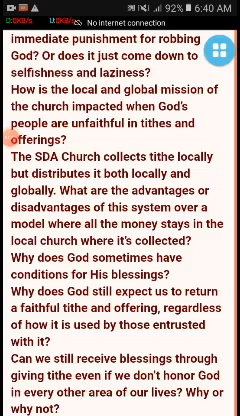 0:0KB/s U:0KB/s 92% 6:40 AM
No internet connection
immediate punishment for robbing
God? Or does it just come down to
selfishness and laziness?
How is the local and global mission of
the church impacted when God's
people are unfaithful in tithes and
offerings?
The SDA Church collects tithe locally
but distributes it both locally and
globally. What are the advantages or
disadvantages of this system over a
model where all the money stays in the
local church where it's collected?
Why does God sometimes have
conditions for His blessings?
Why does God still expect us to return
a faithful tithe and offering, regardless
of how it is used by those entrusted
with it?
Can we still receive blessings through
giving tithe even if we don't honor God
in every other area of our lives? Why or
why not?